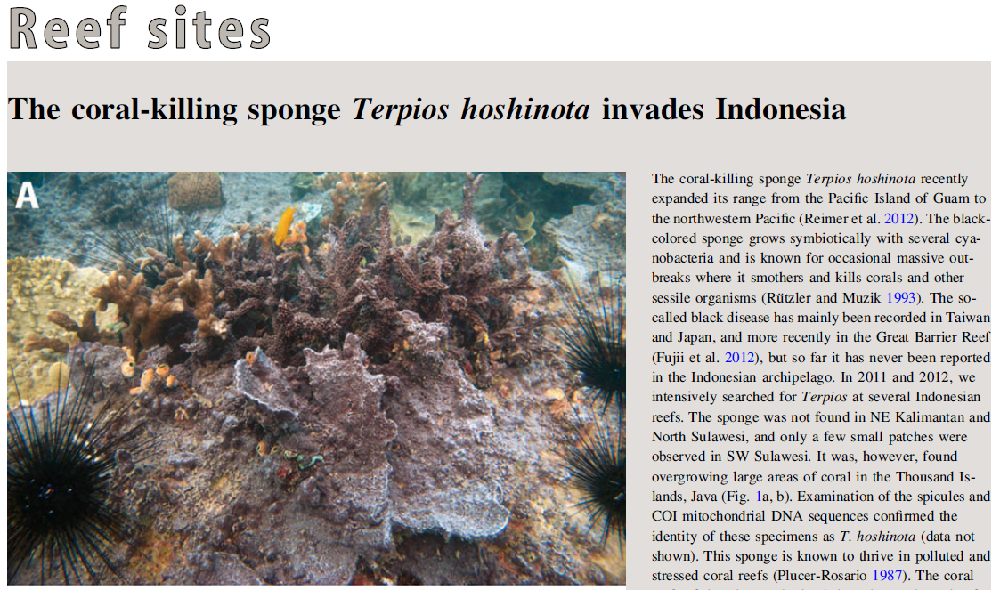 Reef sites
The coral-killing sponge Terpios hoshinota invades Indonesia
A
The coral-killing sponge Terpios hoshinota recently
expanded its range from the Pacific Island of Guam to
the northwestern Pacific (Reimer et al. 2012). The black-
colored sponge grows symbiotically with several cya-
nobacteria and is known for occasional massive out-
breaks where it smothers and kills corals and other
sessile organisms (Rützler and Muzik 1993). The so-
called black disease has mainly been recorded in Taiwan
and Japan, and more recently in the Great Barrier Reef
(Fujii et al. 2012), but so far it has never been reported
in the Indonesian archipelago. In 2011 and 2012, we
intensively searched for Terpios at several Indonesian
reefs. The sponge was not found in NE Kalimantan and
North Sulawesi, and only a few small patches were
observed in SW Sulawesi. It was, however, found
overgrowing large areas of coral in the Thousand Is-
lands, Java (Fig. 1a, b). Examination of the spicules and
COI mitochondrial DNA sequences confirmed the
identity of these specimens as T. hoshinota (data not
shown). This sponge is known to thrive in polluted and
stressed coral reefs (Plucer-Rosario 1987). The coral